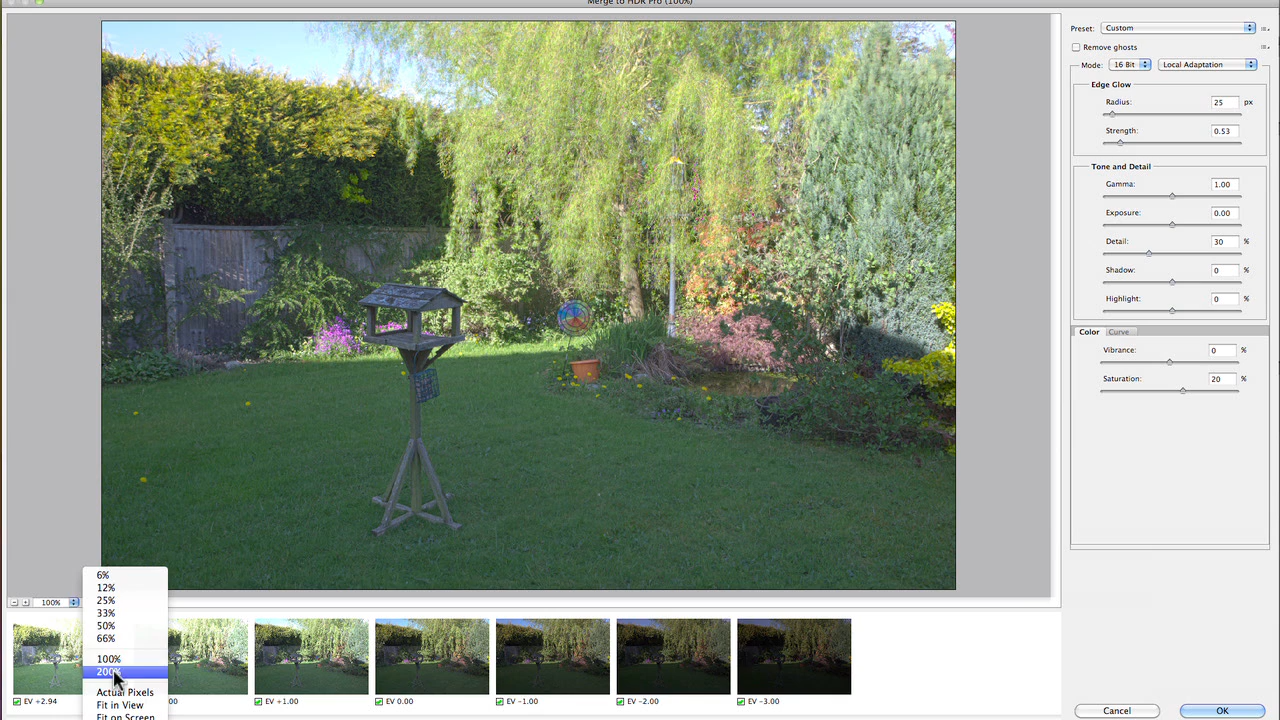 Merge to HDR Pro (100%)
Preset: Custom
Remove ghosts
Mode: 16 Bit Local Adaptation
Edge Glow
Radius: 25 px
Strength: 0.53
Tone and Detail
Gamma: 1.00
Exposure: 0.00
Detail: 30 %
Shadow: 0 %
Highlight: 0 %
Color Curve
Vibrance: 0 %
Saturation: 20 %
100%
6%
12%
25%
33%
50%
66%
100%
200%
Actual Pixels
Fit in View
Fit on Screen
EV +2.94 00 EV +1.00 EV 0.00 EV -1.00 EV -2.00 EV -3.00
Cancel OK